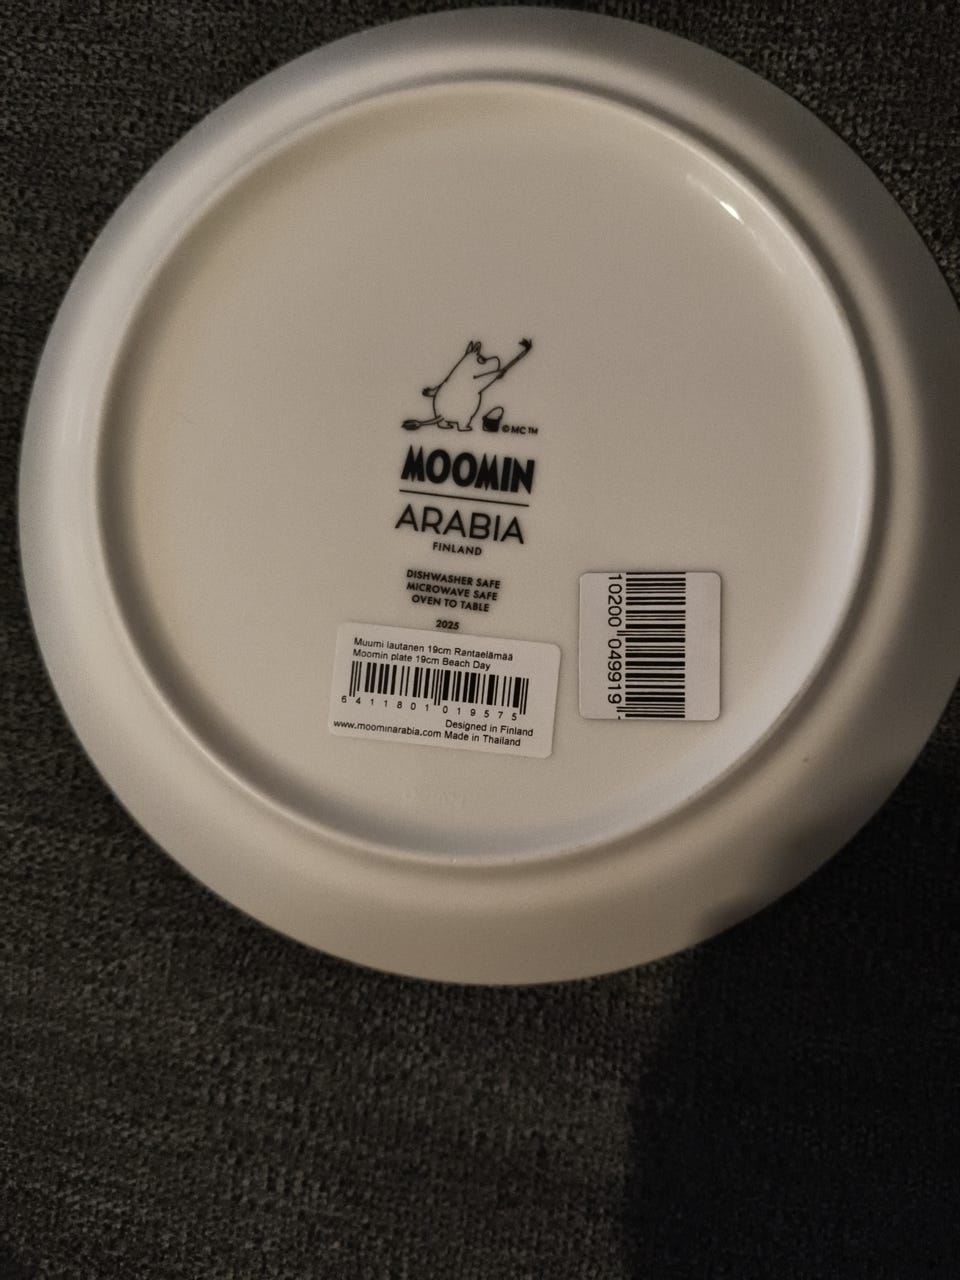 ©MC™
MOOMIN
ARABIA
FINLAND
DISHWASHER SAFE
MICROWAVE SAFE
OVEN TO TABLE
2025
Muumi lautanen 19cm Rantaelämää
Moomin plate 19cm Beach Day
6 411801 019575
Designed in Finland
www.moominarabia.com Made in Thailand
10200 049919